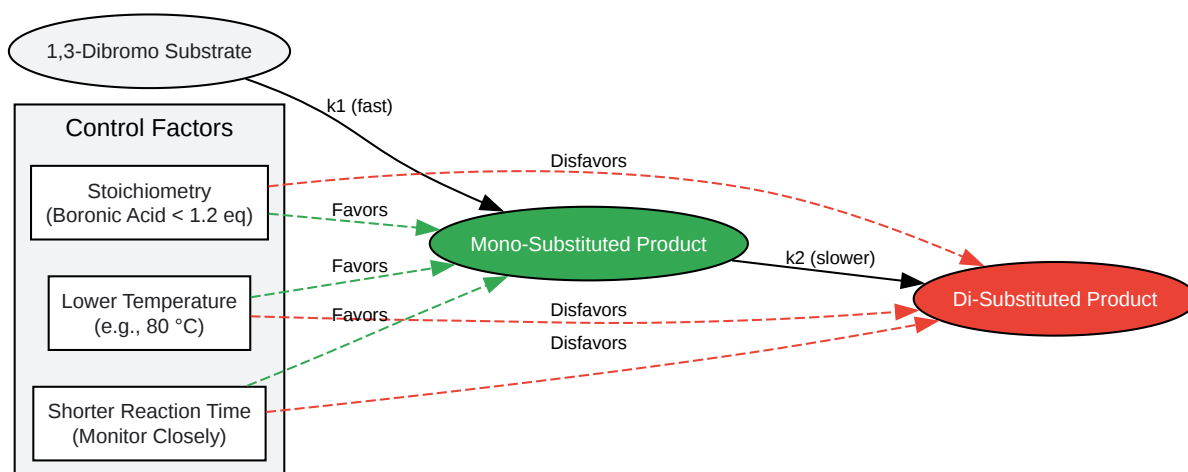 1,3-Dibromo Substrate
k1 (fast)
Control Factors
Disfavors
Stoichiometry
(Boronic Acid < 1.2 eq)
Favors
Mono-Substituted Product
k2 (slower)
Favors
Lower Temperature
(e.g., 80 °C)
Di-Substituted Product
Favors
Disfavors
Disfavors
Shorter Reaction Time
(Monitor Closely)